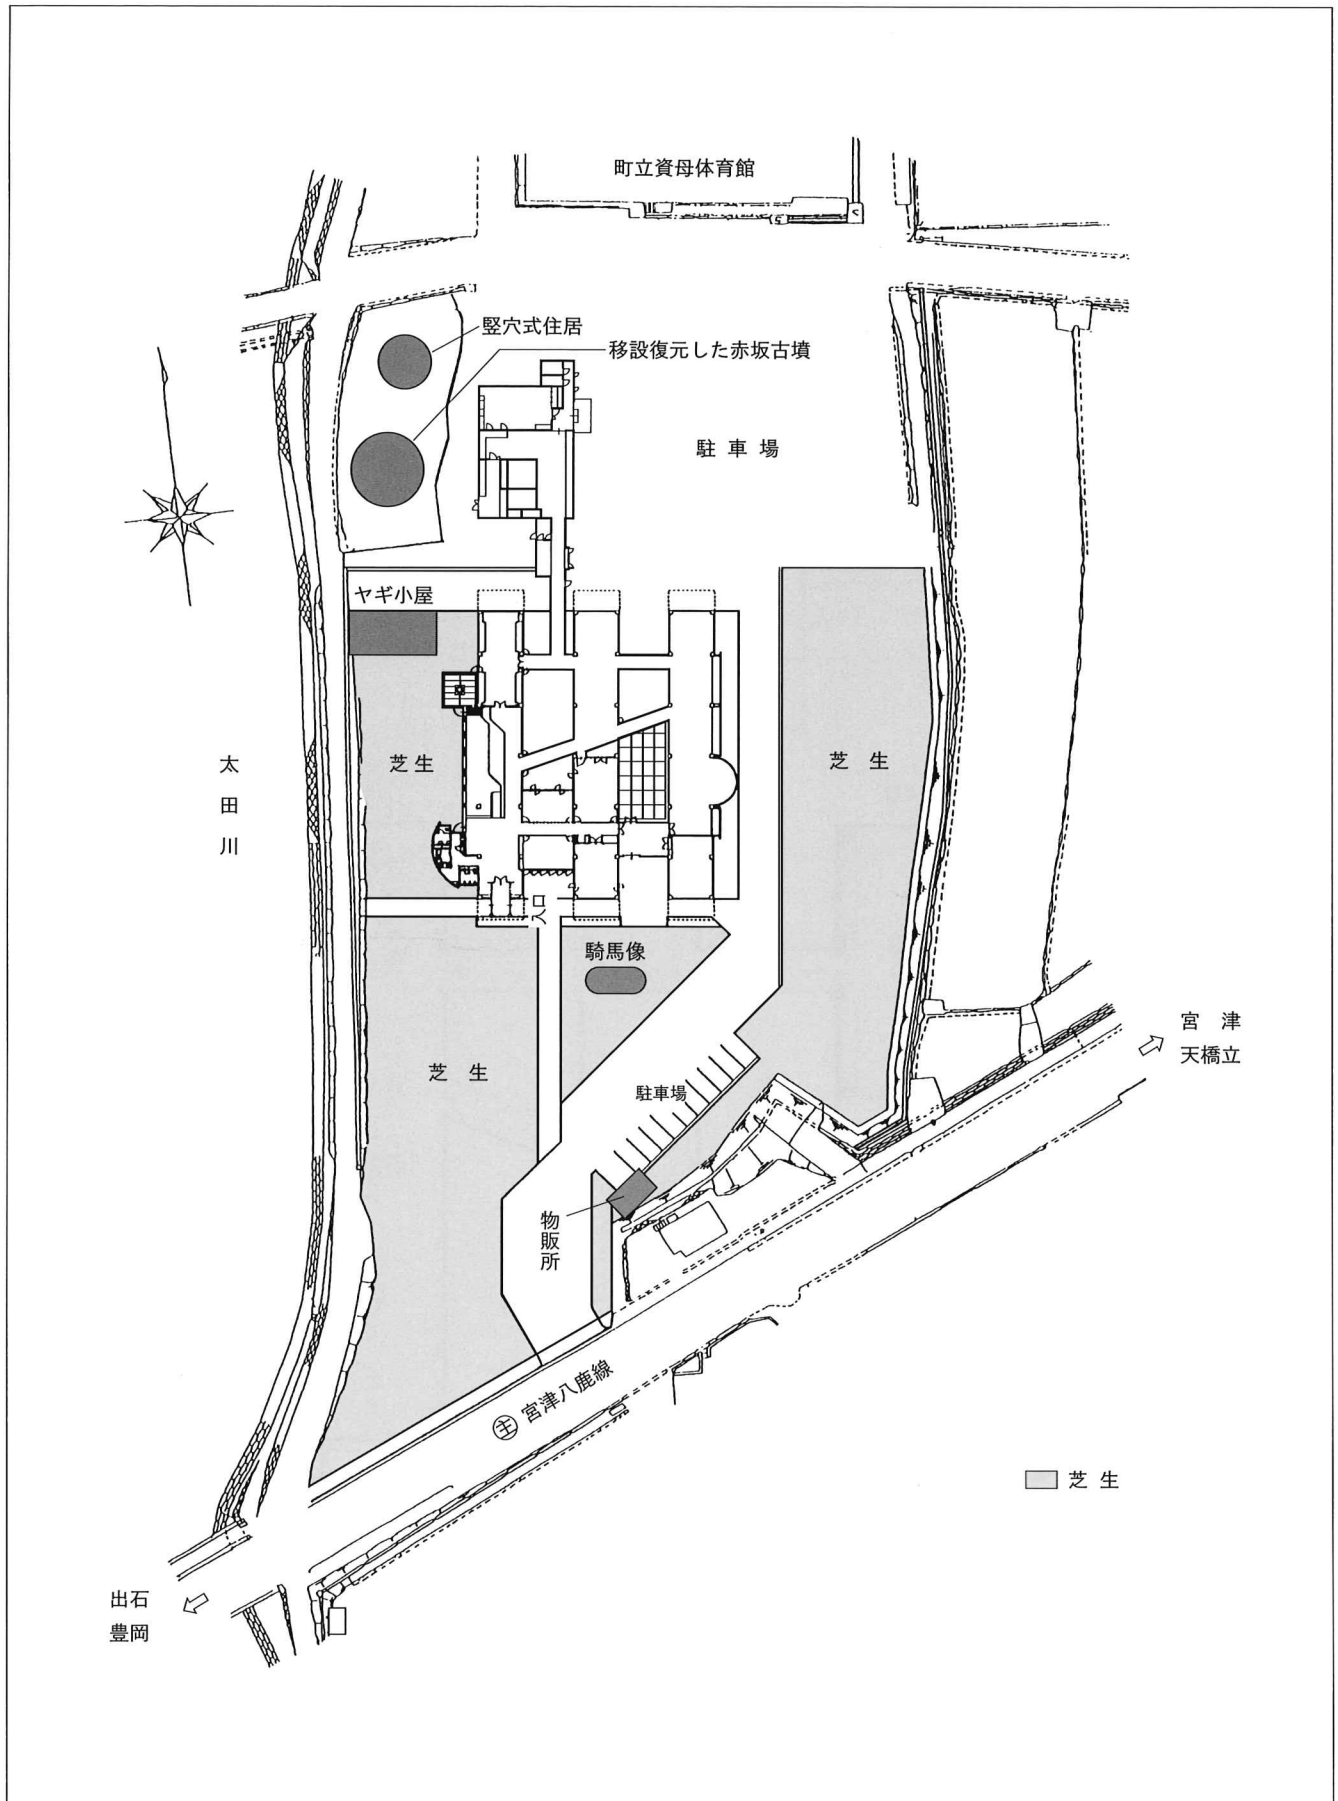 町立資母体育館
竪穴式住居
移設復元した赤坂古墳
駐車場
ヤギ小屋
太田川
芝生
芝生
入口
騎馬像
芝生
駐車場
宮津
天橋立
物販所
主 宮津八鹿線
芝生
出石
豊岡